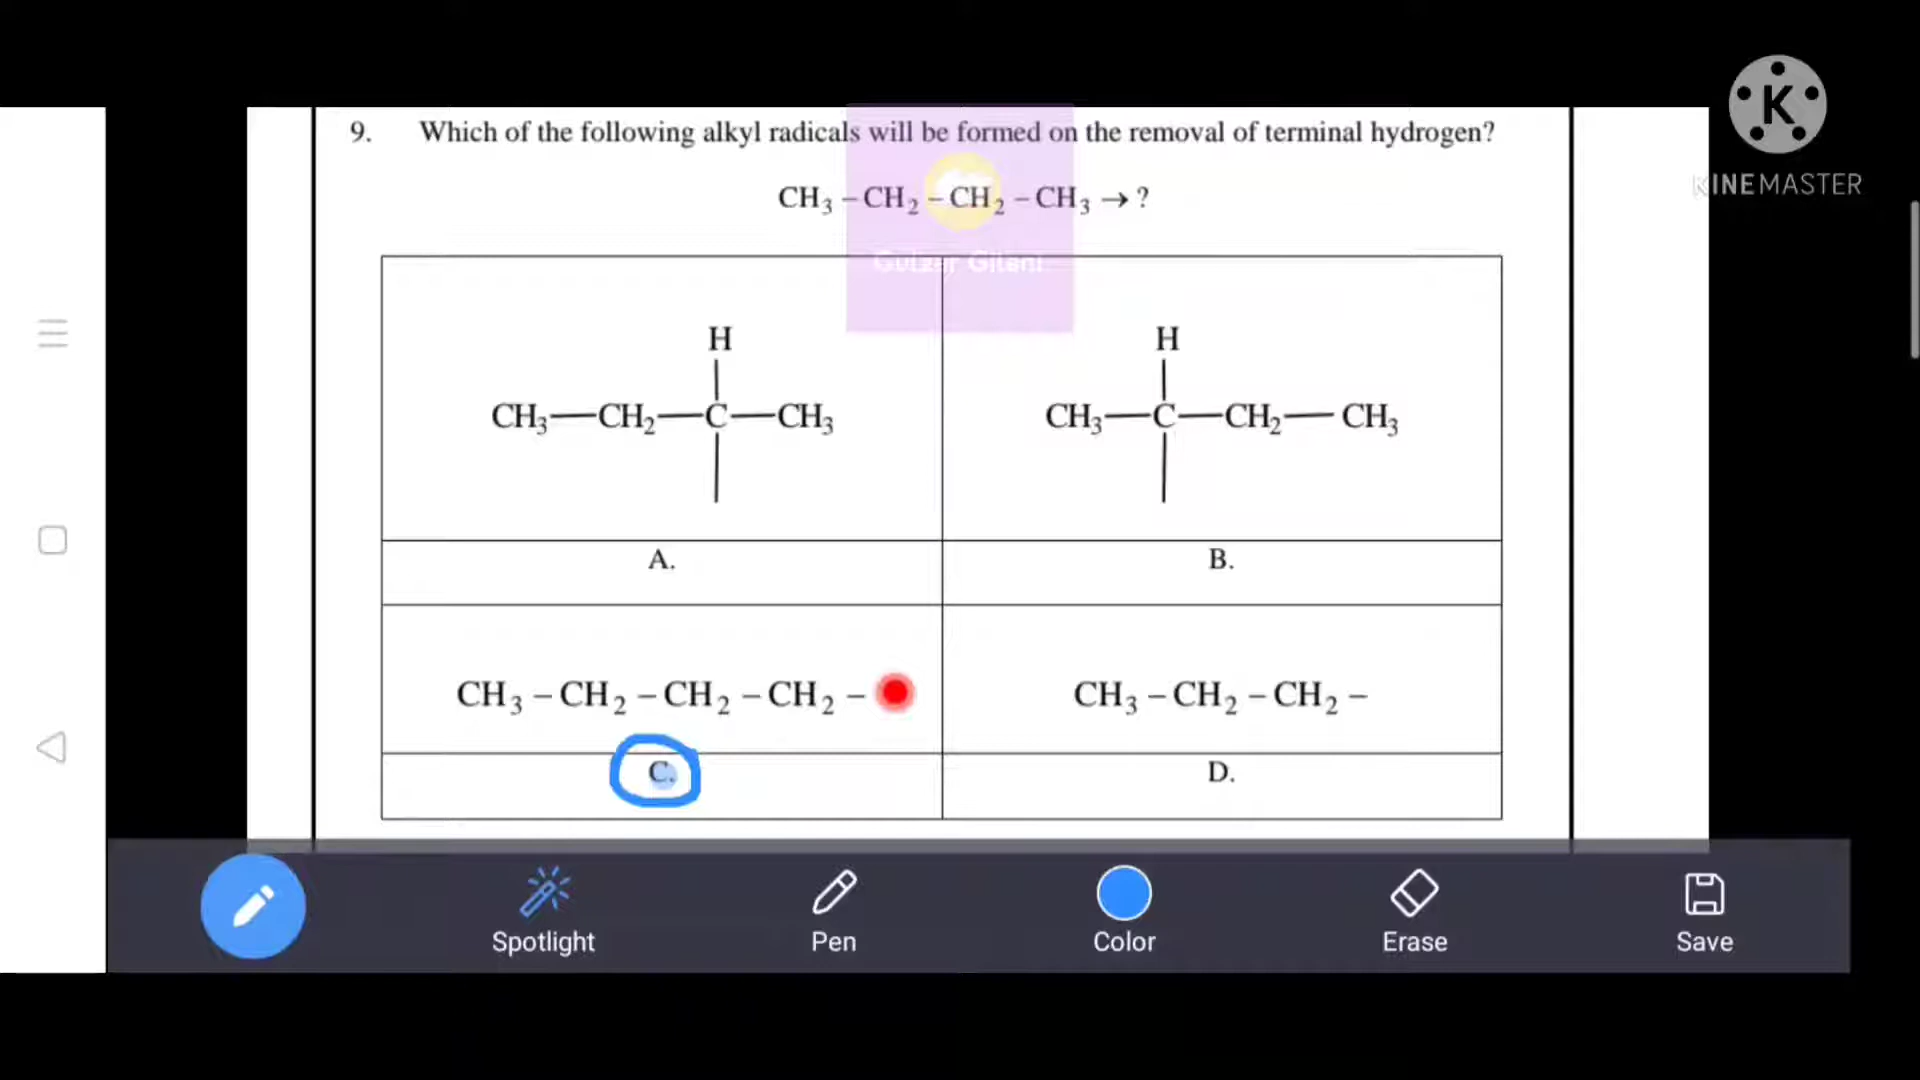 9. Which of the following alkyl radicals will be formed on the removal of terminal hydrogen?
CH₃ – CH₂ – CH₂ – CH₃ → ?
Gulzar Gilani
K
KINEMASTER
H
CH₃—CH₂—C—CH₃
H
CH₃—C—CH₂—CH₃
A.
B.
CH₃ – CH₂ – CH₂ – CH₂ –
CH₃ – CH₂ – CH₂ –
C.
D.
Spotlight
Pen
Color
Erase
Save